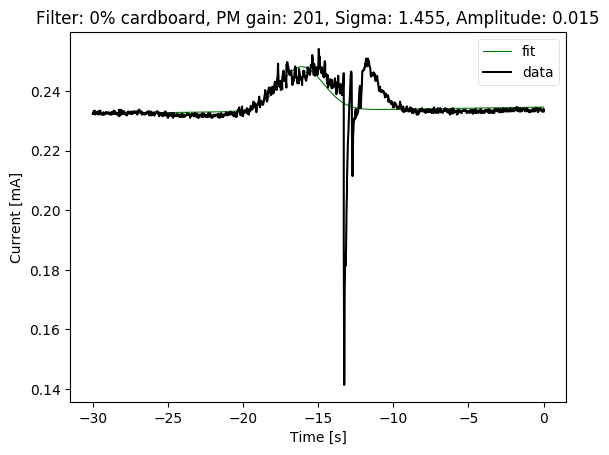 Filter: 0% cardboard, PM gain: 201, Sigma: 1.455, Amplitude: 0.015
fit
data
0.24
0.22
0.20
0.18
0.16
0.14
Current [mA]
−30
−25
−20
−15
−10
−5
0
Time [s]